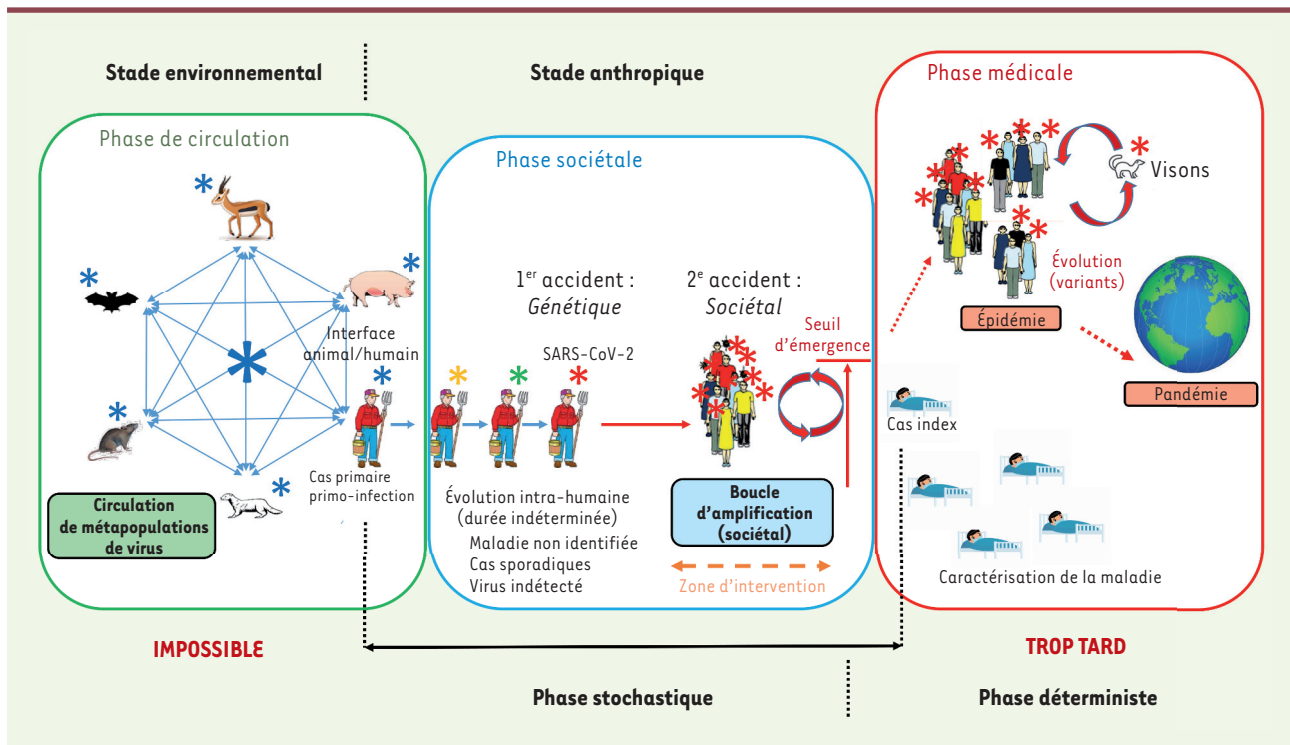 Stade environnemental
Stade anthropique
Phase de circulation
Phase sociétale
Phase médicale
Visons
Interface
animal/humain
Cas primaire
primo-infection
Circulation
de métapopulations
de virus
1er accident :
Génétique
SARS-CoV-2
2e accident :
Sociétal
Seuil
d'émergence
Évolution intra-humaine
(durée indéterminée)
Maladie non identifiée
Cas sporadiques
Virus indétecté
Boucle
d'amplification
(sociétal)
Zone d'intervention
Évolution
(variants)
Épidémie
Pandémie
Cas index
Caractérisation de la maladie
IMPOSSIBLE
TROP TARD
Phase stochastique
Phase déterministe